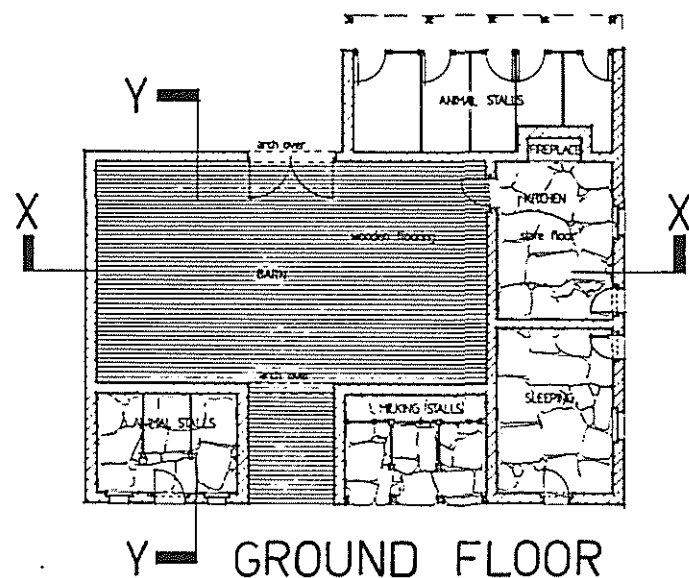 Y
ANIMAL STALLS
arch over
FIREPLACE
X
KITCHEN
X
wooden flooring
stone floor
BARN
arch over
MILKING STALLS
SLEEPING
ANIMAL STALLS
Y
GROUND FLOOR